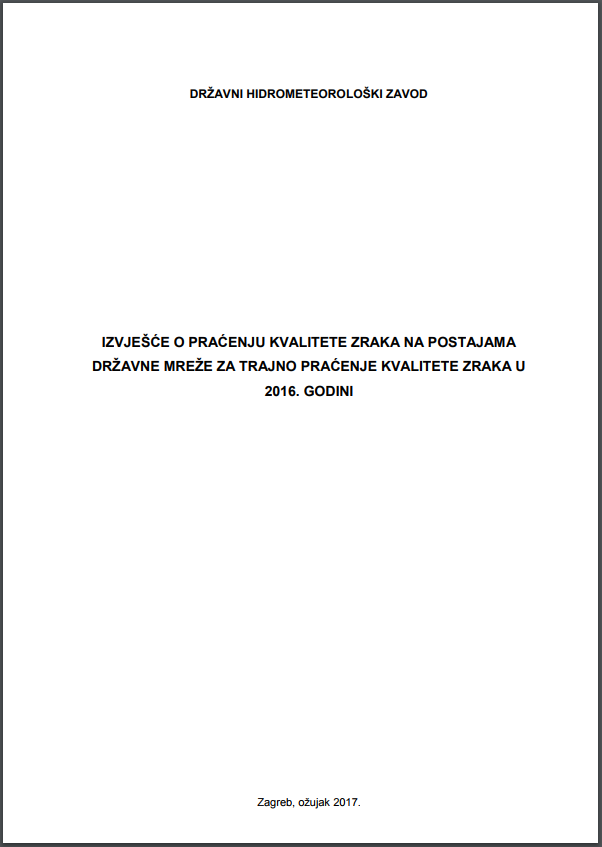 DRŽAVNI HIDROMETEOROLOŠKI ZAVOD
IZVJEŠĆE O PRAĆENJU KVALITETE ZRAKA NA POSTAJAMA
DRŽAVNE MREŽE ZA TRAJNO PRAĆENJE KVALITETE ZRAKA U
2016. GODINI
Zagreb, ožujak 2017.